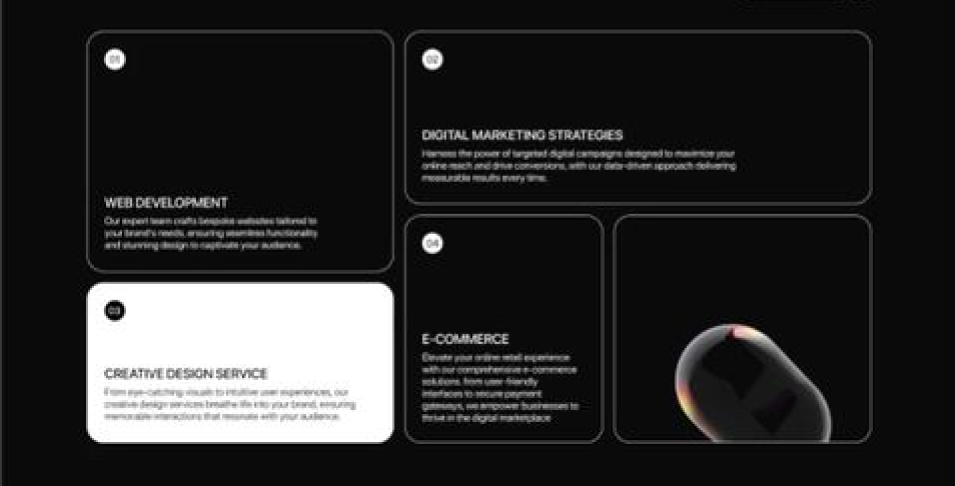 01
WEB DEVELOPMENT
Our expert team crafts bespoke websites tailored to
your brand's needs, ensuring seamless functionality
and stunning design to captivate your audience.
02
DIGITAL MARKETING STRATEGIES
Harness the power of targeted digital campaigns designed to maximize your
online reach and drive conversions, with our data-driven approach delivering
measurable results every time.
03
CREATIVE DESIGN SERVICE
From eye-catching visuals to intuitive user experiences, our
creative design services breathe life into your brand, ensuring
memorable interactions that resonate with your audience.
04
E-COMMERCE
Elevate your online retail experience
with our comprehensive e-commerce
solutions. from user-friendly
interfaces to secure payment
gateways, we empower businesses to
thrive in the digital marketplace